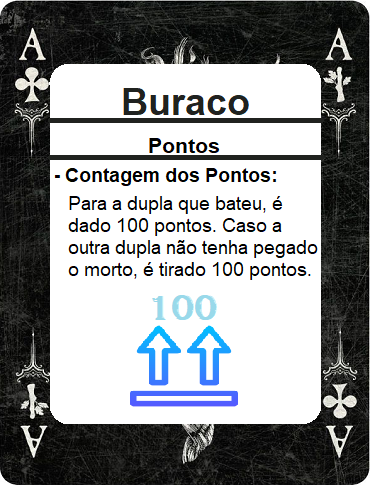 A A
Buraco
Pontos
- Contagem dos Pontos:
Para a dupla que bateu, é
dado 100 pontos. Caso a
outra dupla não tenha pegado
o morto, é tirado 100 pontos.
100
A A